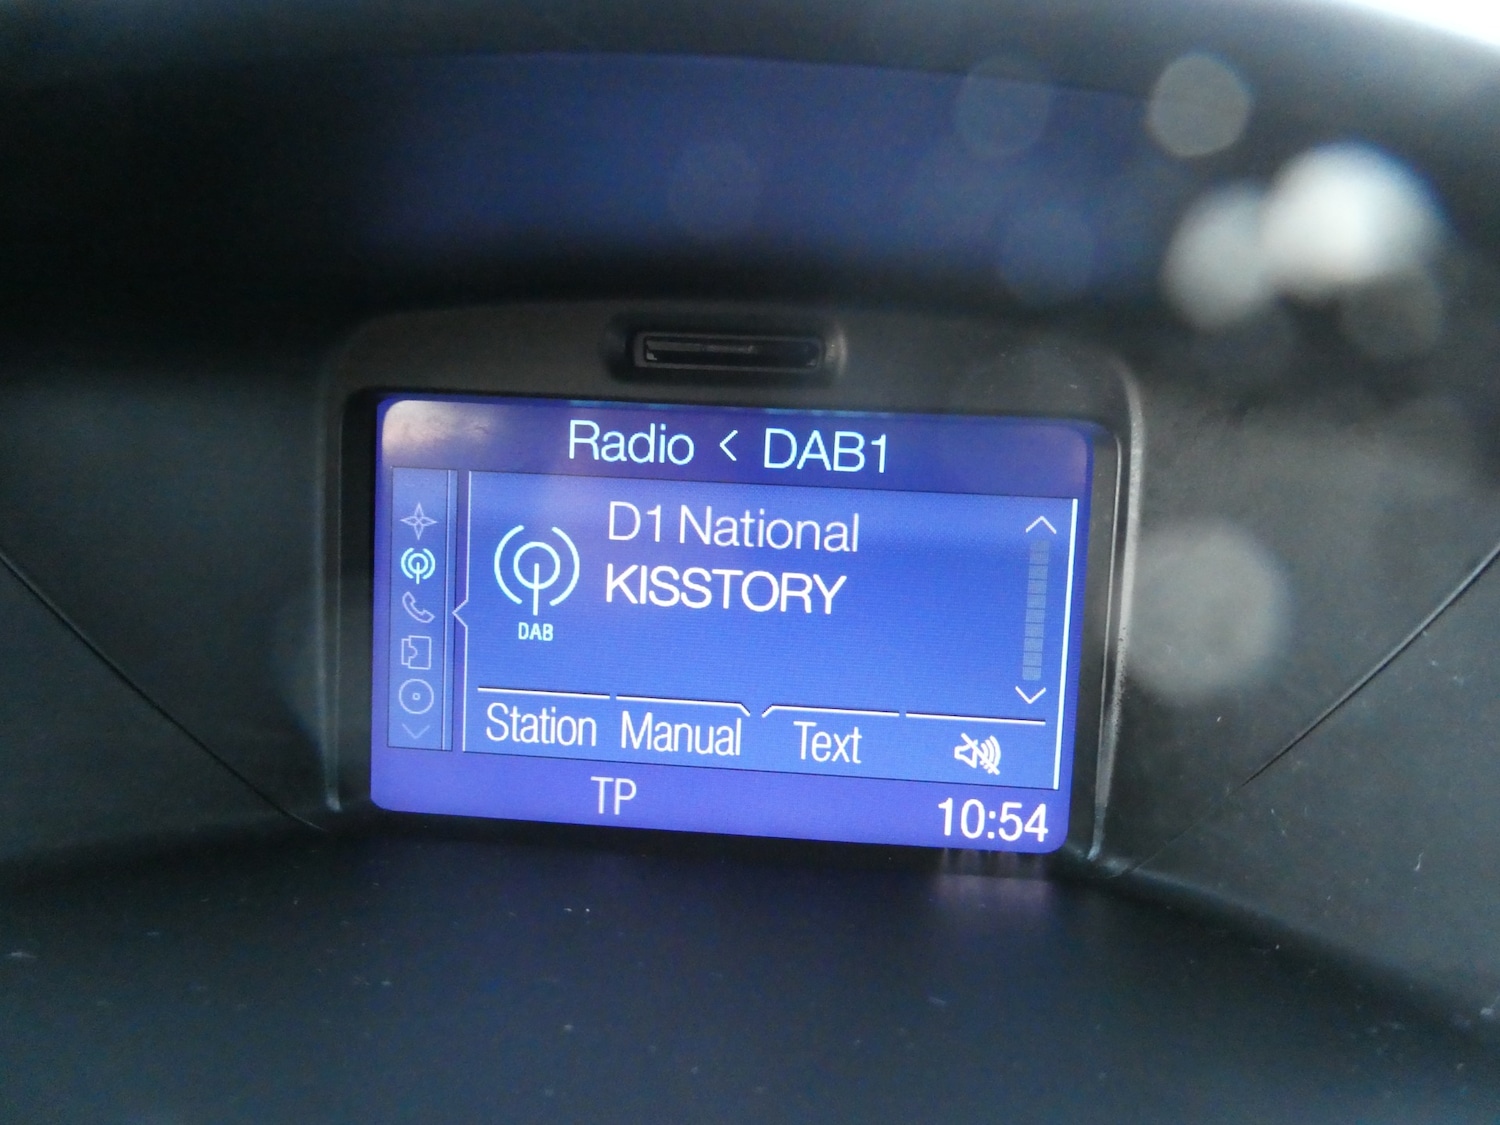 Radio < DAB1
D1 National
KISSTORY
DAB
Station Manual Text
TP 10:54